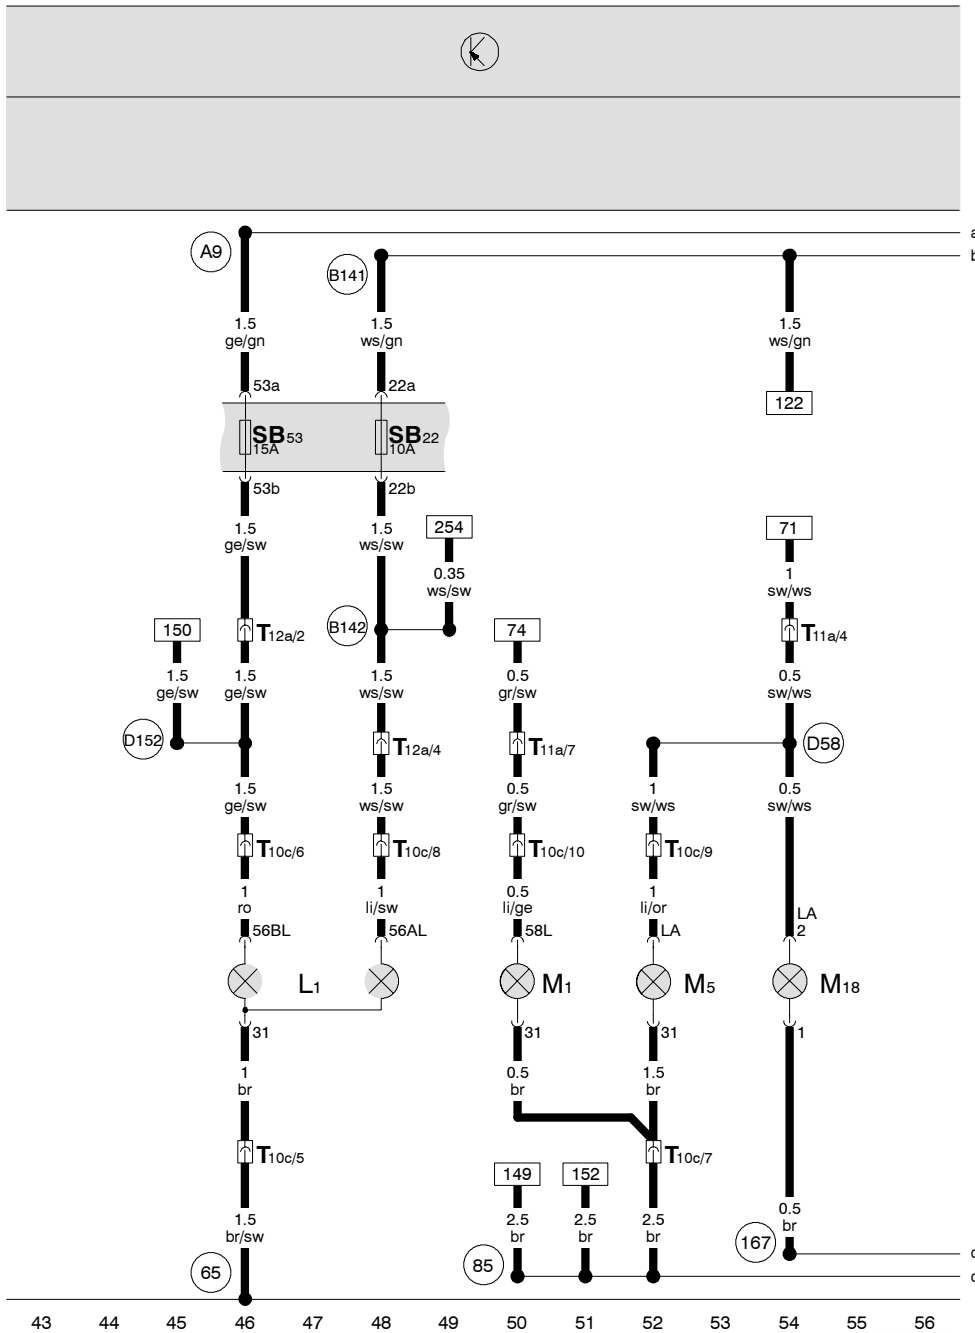 a
A9
b
B141
1.5 1.5 1.5
ge/gn ws/gn ws/gn
53a 22a
122
SB53 SB22
15A 10A
53b 22b
254 71
1.5 1.5
ge/sw ws/sw
0.35 1
ws/sw sw/ws
150 T12a/2 B142 74 T11a/4
1.5 1.5 1.5 0.5 0.5
ge/sw ge/sw ws/sw gr/sw sw/ws
D152 T12a/4 T11a/7 D58
1.5 1.5 0.5 1 0.5
ge/sw ws/sw gr/sw sw/ws sw/ws
T10c/6 T10c/8 T10c/10 T10c/9
1 1 0.5 1
ro li/sw li/ge li/or
LA
56BL 56AL 58L LA 2
L1 M1 M5 M18
31 31 31 1
1 0.5 1.5
br br br
T10c/5 T10c/7
149 152
1.5 2.5 2.5 2.5 0.5
br/sw br br br br
167
65 85
43 44 45 46 47 48 49 50 51 52 53 54 55 56